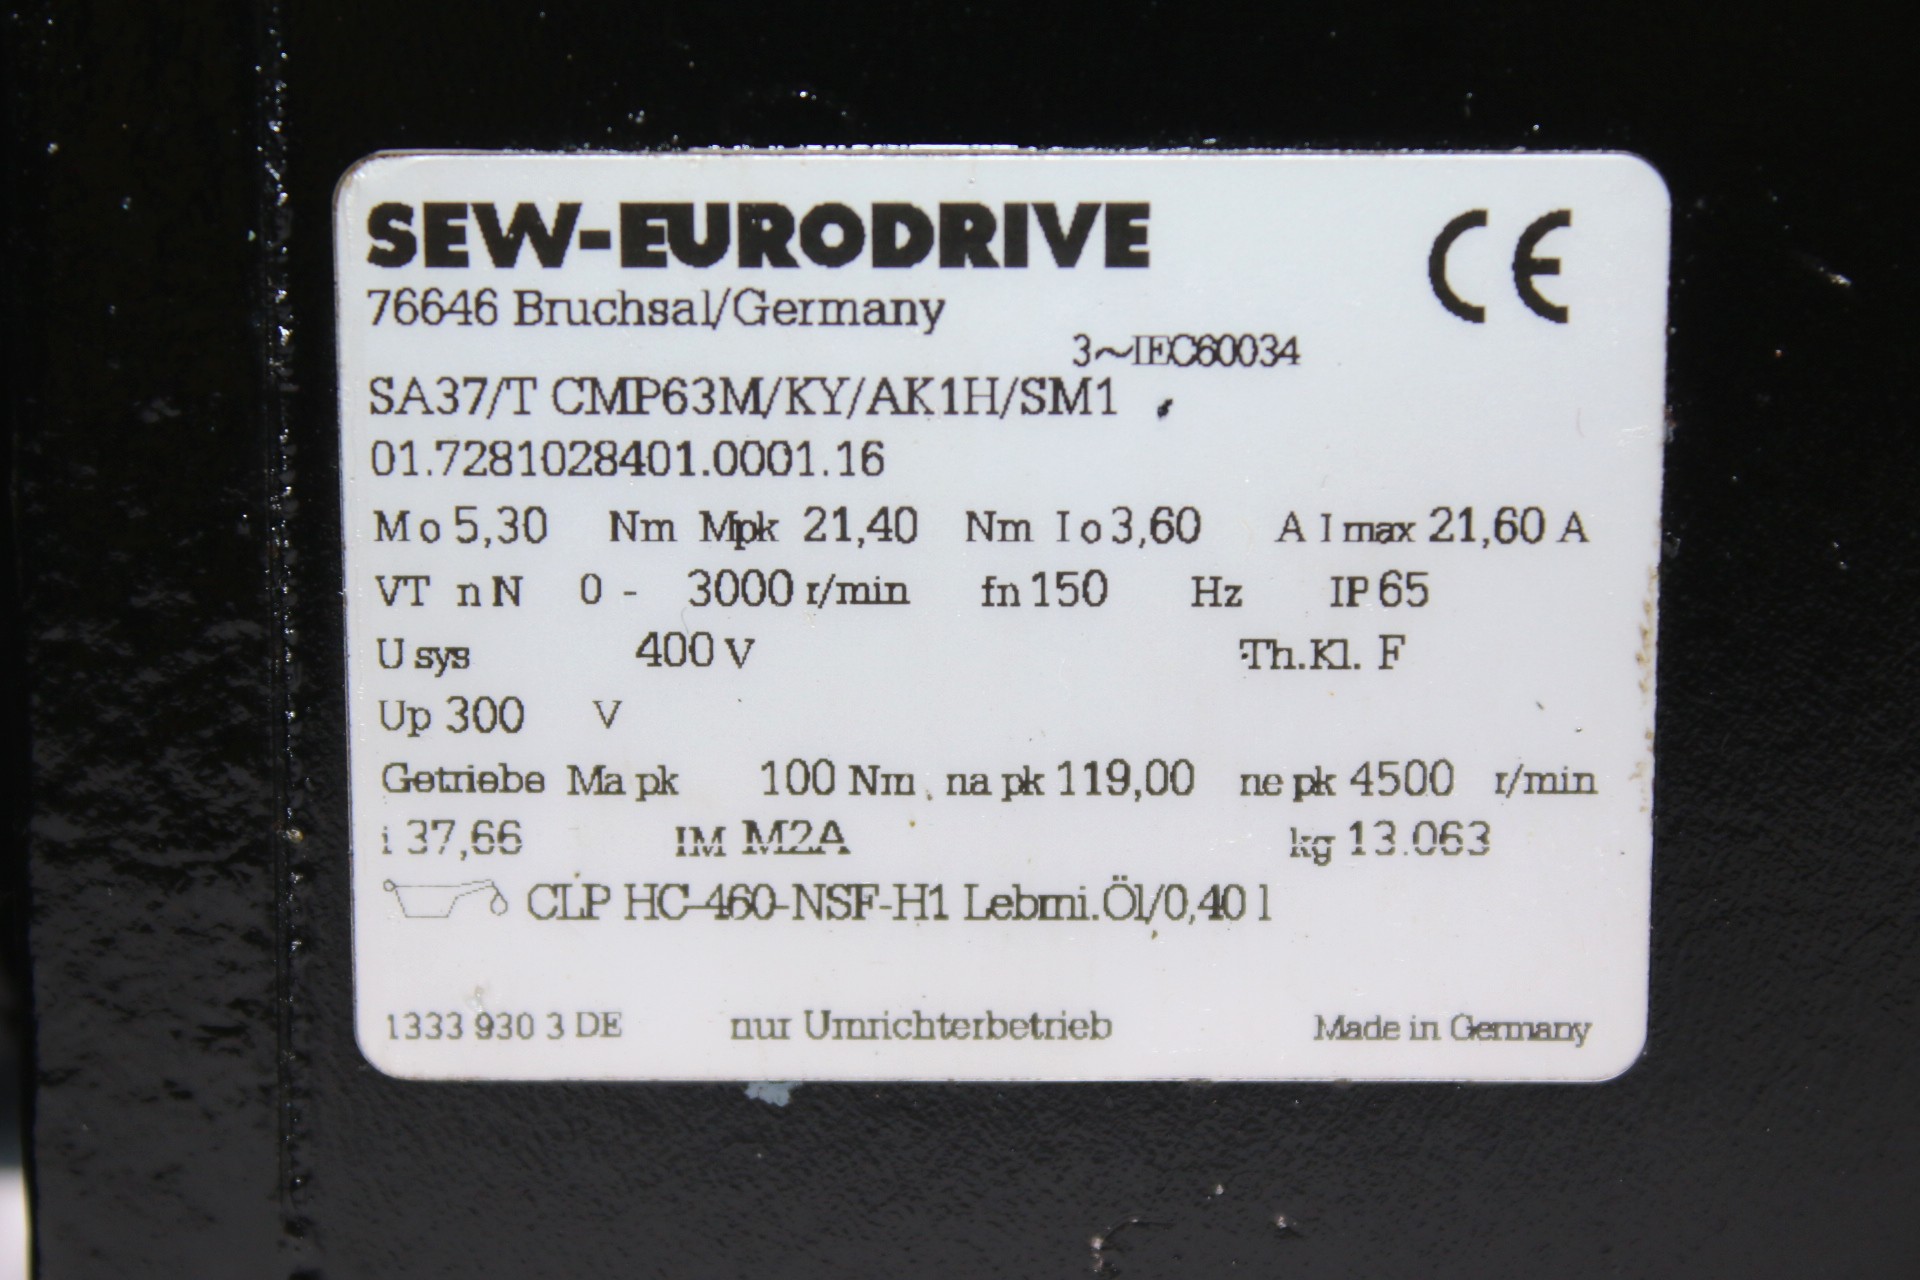 SEW-EURODRIVE CE
76646 Bruchsal/Germany
3~IEC60034
SA37/T CMP63M/KY/AK1H/SM1
01.7281028401.0001.16
Mo 5,30 Nm Mpk 21,40 Nm Io 3,60 A Imax 21,60 A
VT nN 0 - 3000 r/min fn 150 Hz IP 65
Usys 400 V Th.Kl. F
Up 300 V
Getriebe Ma pk 100 Nm na pk 119,00 ne pk 4500 r/min
i 37,66 IM M2A kg 13.063
CLP HC-460-NSF-H1 Lebmi.Öl/0,40 l
1333 930 3 DE nur Umrichterbetrieb Made in Germany